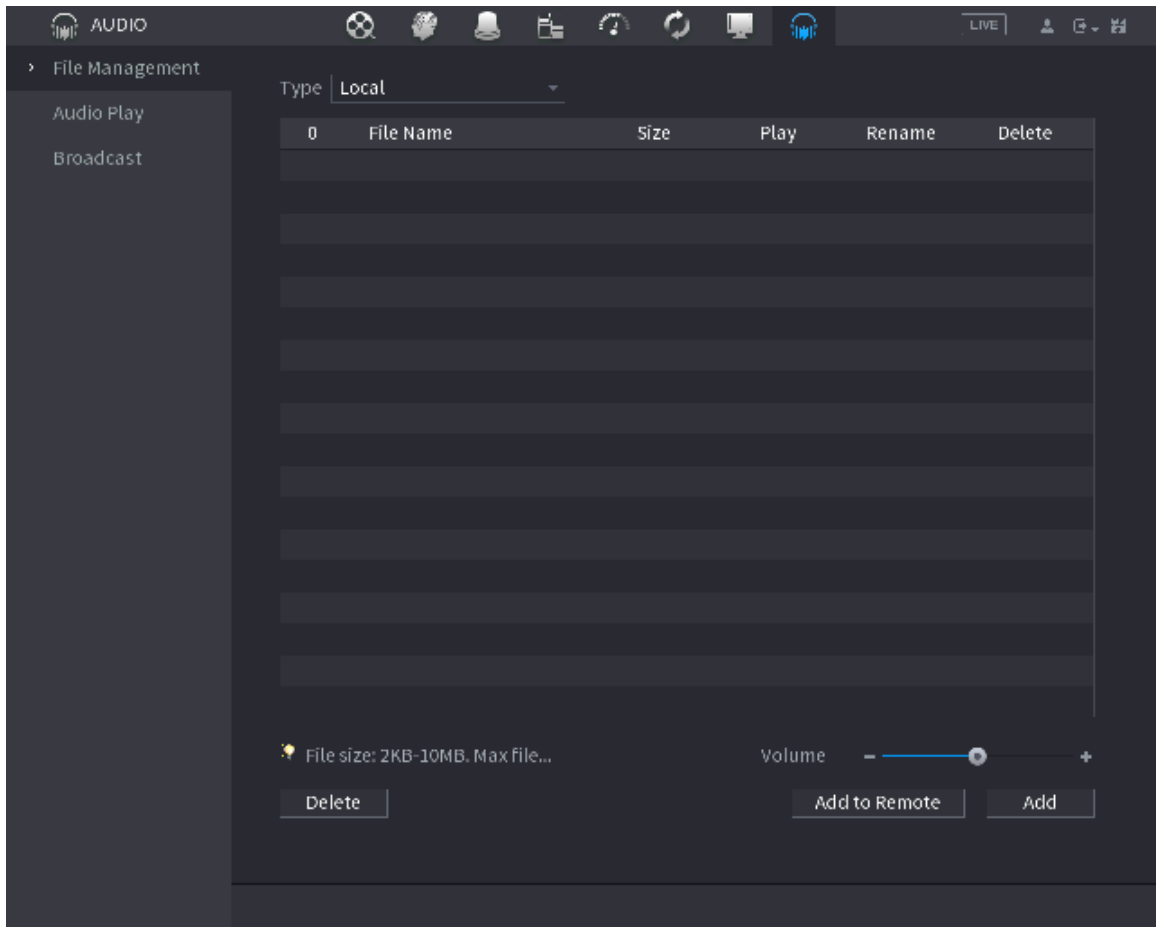 AUDIO LIVE
File Management
Audio Play
Broadcast
Type Local
0 File Name Size Play Rename Delete
File size: 2KB-10MB. Max file... Volume - +
Delete Add to Remote Add